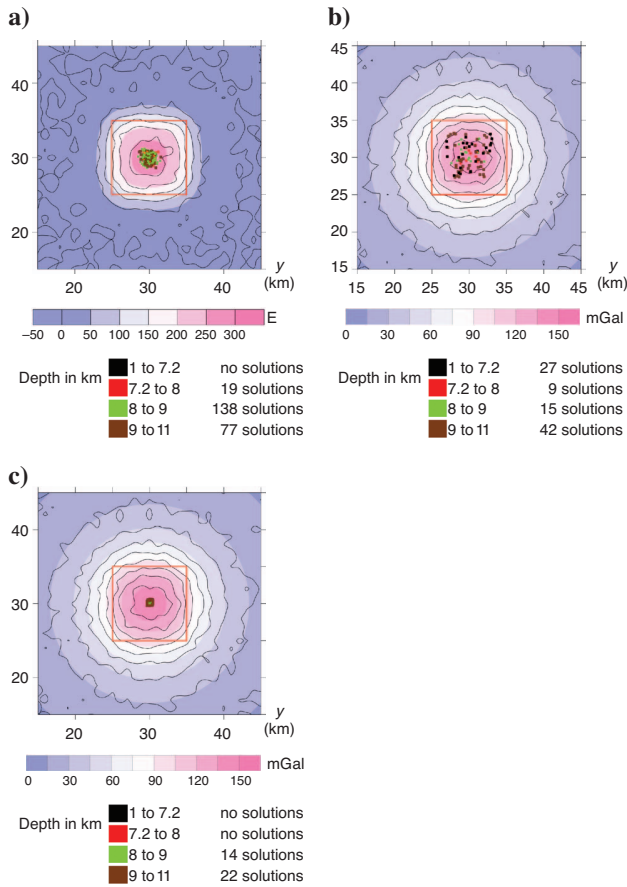 a)
40
30
20
20 30 40
y
(km)
−50 0 50 100 150 200 250 300 E
Depth in km
1 to 7.2 no solutions
7.2 to 8 19 solutions
8 to 9 138 solutions
9 to 11 77 solutions
b)
45
40
35
30
25
20
15
15 20 25 30 35 40 45
y
(km)
0 30 60 90 120 150 mGal
Depth in km
1 to 7.2 27 solutions
7.2 to 8 9 solutions
8 to 9 15 solutions
9 to 11 42 solutions
c)
40
30
20
20 30 40
y
(km)
0 30 60 90 120 150 mGal
Depth in km
1 to 7.2 no solutions
7.2 to 8 no solutions
8 to 9 14 solutions
9 to 11 22 solutions